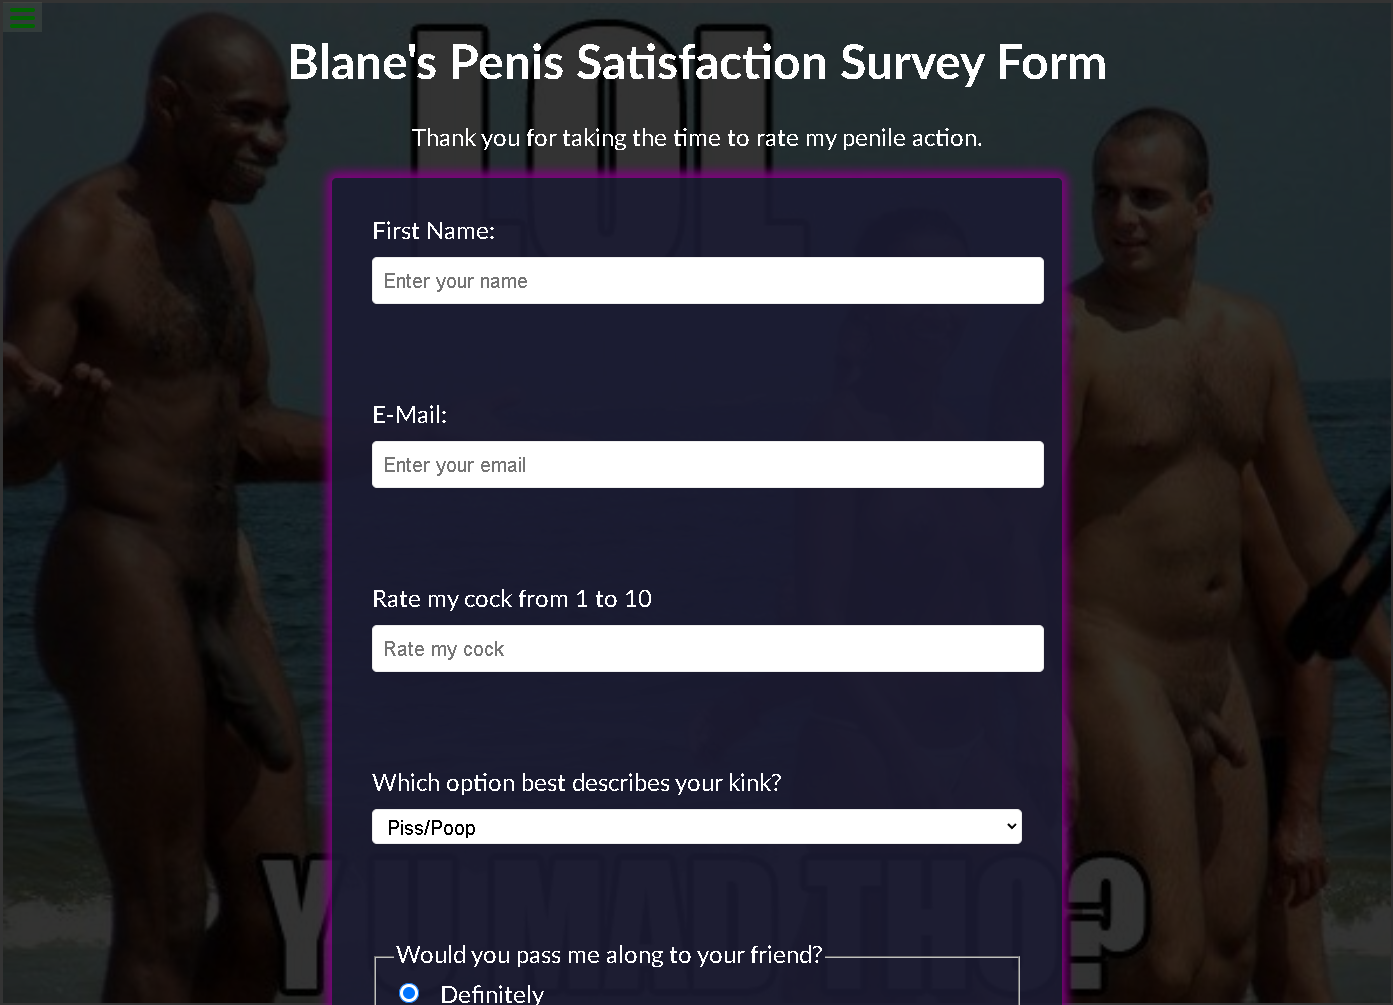 LOL
Blane's Penis Satisfaction Survey Form
Thank you for taking the time to rate my penile action.
First Name:
Enter your name
E-Mail:
Enter your email
Rate my cock from 1 to 10
Rate my cock
Which option best describes your kink?
Piss/Poop
Y U MAD THO?
Would you pass me along to your friend?
Definitely